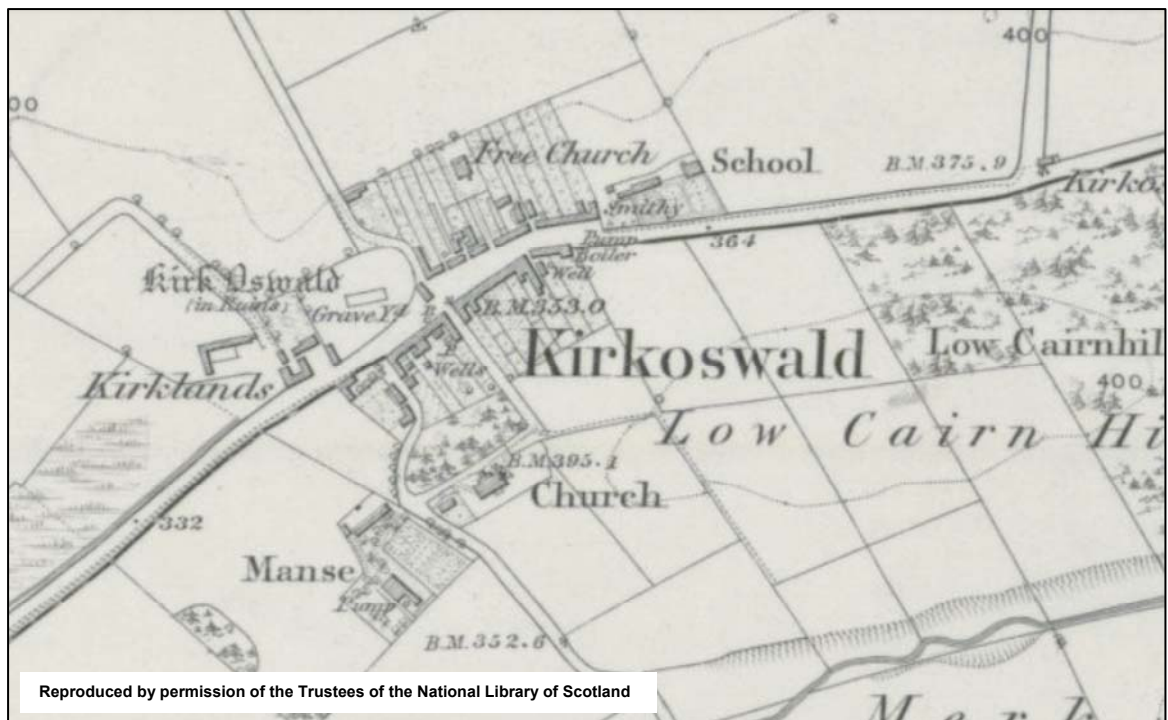 400
00
Free Church
School
B.M.375.9
Kirko
Smithy
Pump
364
Boiler
Well
Kirk Oswald
(in Ruins)
Grave Yd
B.M.353.0
Kirkoswald
Low Cairnhil
Wells
400
Kirklands
Low Cairn Hi
B.M.395.1
Church
332
Manse
Pump
B.M.352.6
Reproduced by permission of the Trustees of the National Library of Scotland
Mark